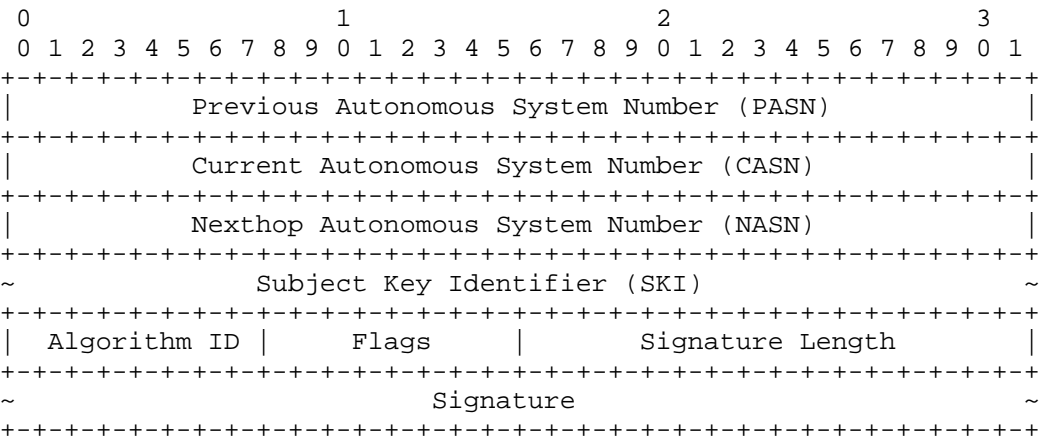 0                   1                   2                   3
 0 1 2 3 4 5 6 7 8 9 0 1 2 3 4 5 6 7 8 9 0 1 2 3 4 5 6 7 8 9 0 1
+-+-+-+-+-+-+-+-+-+-+-+-+-+-+-+-+-+-+-+-+-+-+-+-+-+-+-+-+-+-+-+-+
|           Previous Autonomous System Number (PASN)            |
+-+-+-+-+-+-+-+-+-+-+-+-+-+-+-+-+-+-+-+-+-+-+-+-+-+-+-+-+-+-+-+-+
|           Current Autonomous System Number (CASN)             |
+-+-+-+-+-+-+-+-+-+-+-+-+-+-+-+-+-+-+-+-+-+-+-+-+-+-+-+-+-+-+-+-+
|           Nexthop Autonomous System Number (NASN)             |
+-+-+-+-+-+-+-+-+-+-+-+-+-+-+-+-+-+-+-+-+-+-+-+-+-+-+-+-+-+-+-+-+
~               Subject Key Identifier (SKI)                    ~
+-+-+-+-+-+-+-+-+-+-+-+-+-+-+-+-+-+-+-+-+-+-+-+-+-+-+-+-+-+-+-+-+
|  Algorithm ID |     Flags     |       Signature Length        |
+-+-+-+-+-+-+-+-+-+-+-+-+-+-+-+-+-+-+-+-+-+-+-+-+-+-+-+-+-+-+-+-+
~                          Signature                            ~
+-+-+-+-+-+-+-+-+-+-+-+-+-+-+-+-+-+-+-+-+-+-+-+-+-+-+-+-+-+-+-+-+